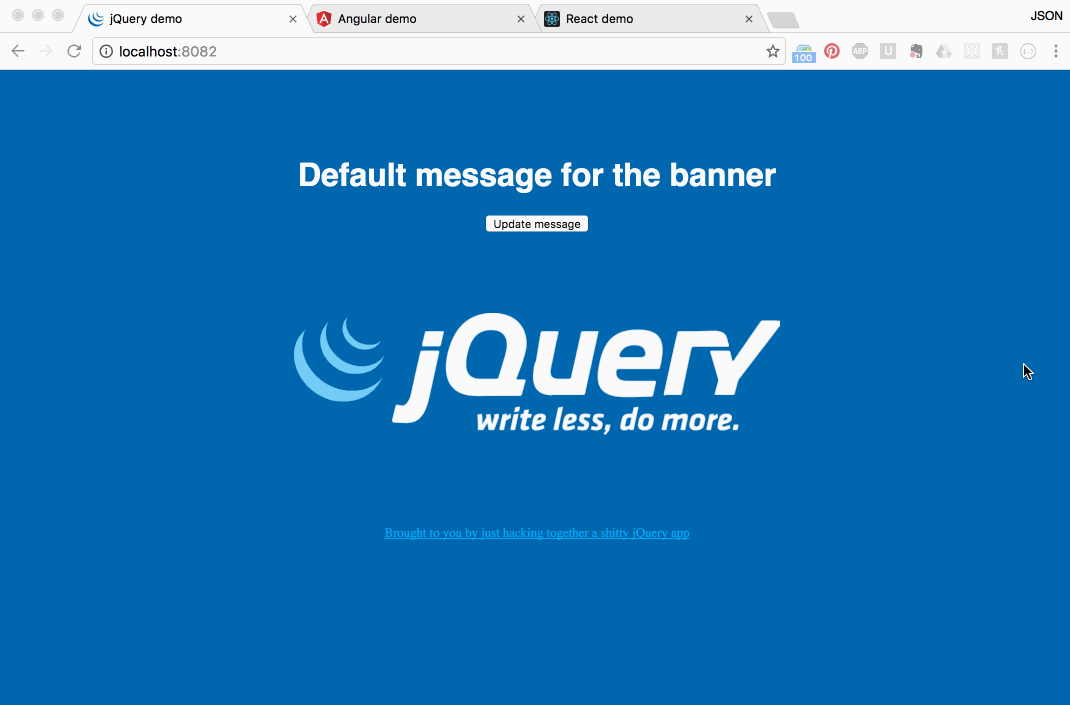 jQuery demo
Angular demo
React demo
JSON
localhost:8082
100
ABP
U
Default message for the banner
Update message
jQuery
write less, do more.
Brought to you by just hacking together a shitty jQuery app